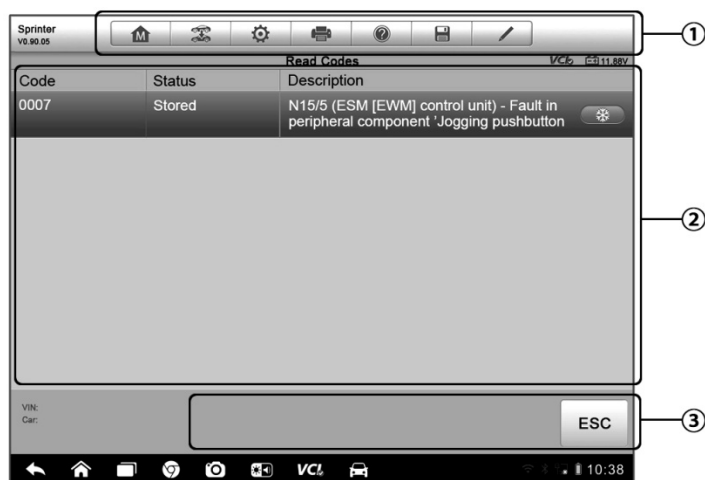 Sprinter
V0.90.05
M
①
Read Codes
VCI
11.88V
Code Status Description
0007 Stored N15/5 (ESM [EWM] control unit) - Fault in
peripheral component 'Jogging pushbutton
②
VIN:
Car:
ESC
③
VCI
10:38